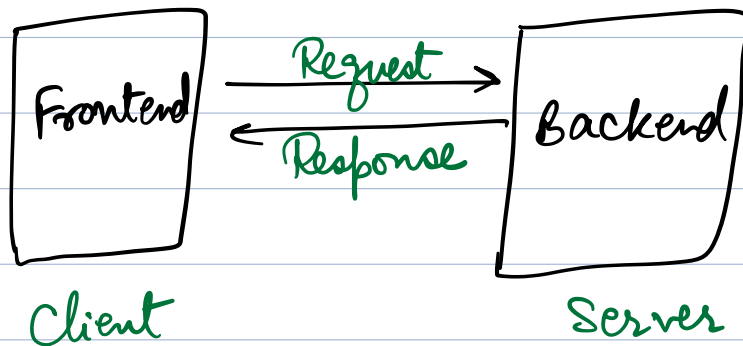 Frontend
Request
Response
Backend
Client
Server